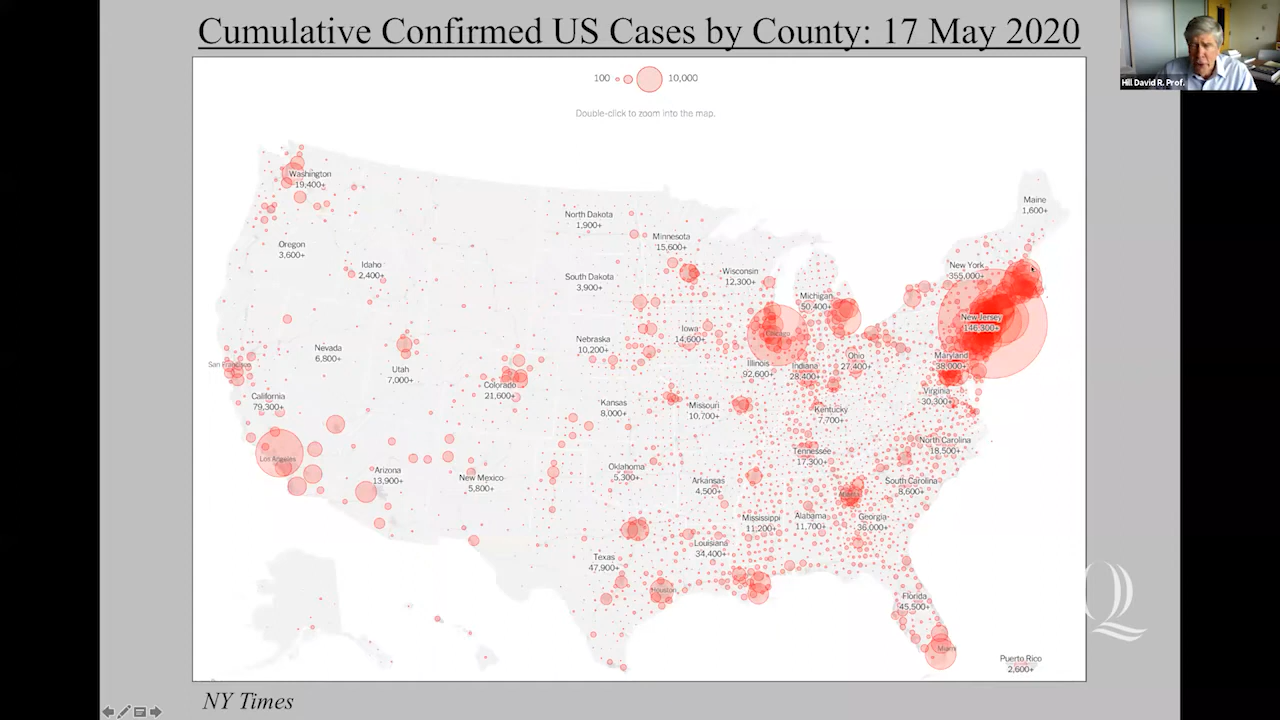 Cumulative Confirmed US Cases by County: 17 May 2020
Hill David R. Prof.
100
10,000
Double-click to zoom into the map.
Washington
19,400+
Maine
1,600+
North Dakota
1,900+
Minnesota
15,600+
Oregon
3,600+
Idaho
2,400+
South Dakota
3,900+
Wisconsin
12,300+
New York
355,000+
Michigan
50,400+
New Jersey
146,300+
Iowa
14,600+
Chicago
Nebraska
10,200+
Nevada
6,800+
Utah
7,000+
San Francisco
Colorado
21,600+
Illinois
92,600+
Indiana
28,400+
Ohio
27,400+
Maryland
38,000+
Virginia
30,300+
California
79,300+
Kansas
8,000+
Missouri
10,700+
Kentucky
7,700+
North Carolina
18,500+
Tennessee
17,300+
Los Angeles
Arizona
13,900+
New Mexico
5,800+
Oklahoma
5,300+
Arkansas
4,500+
South Carolina
8,600+
Atlanta
Mississippi
11,200+
Alabama
11,700+
Georgia
36,000+
Louisiana
34,400+
Texas
47,900+
Houston
Florida
45,500+
Miami
Puerto Rico
2,600+
Q
NY Times